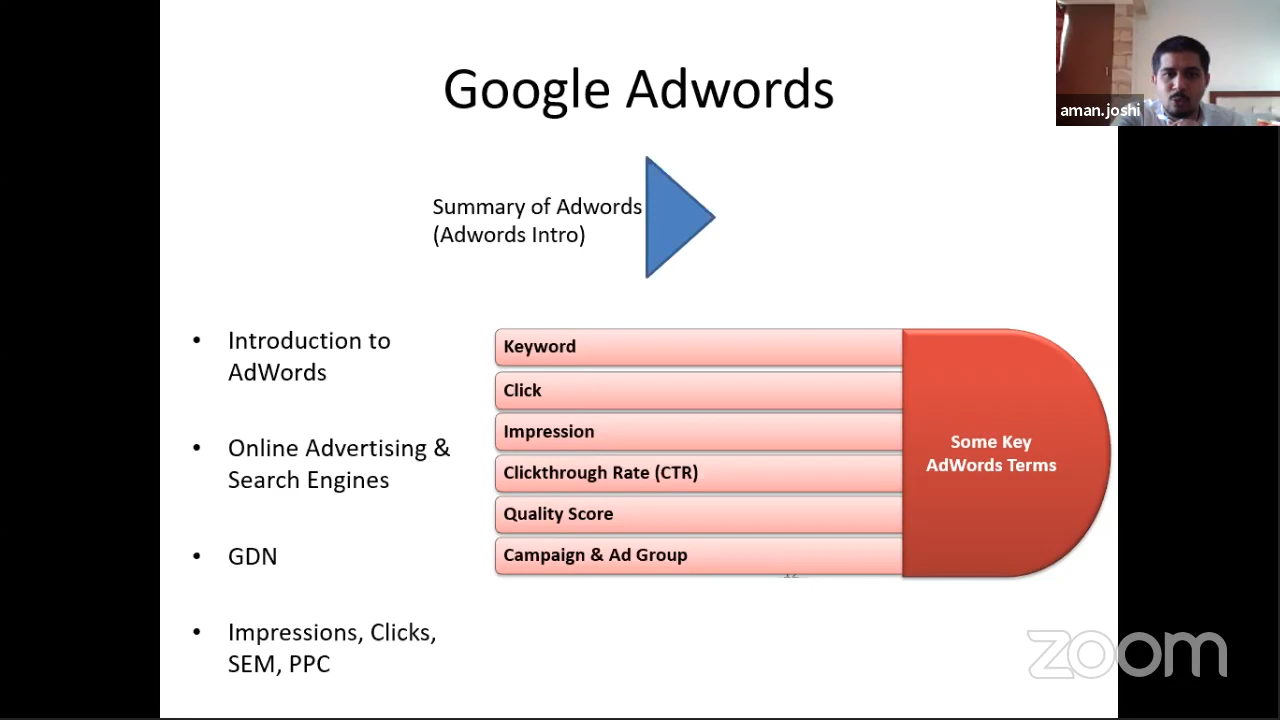 Google Adwords
aman.joshi
Summary of Adwords
(Adwords Intro)
• Introduction to
AdWords
• Online Advertising &
Search Engines
• GDN
• Impressions, Clicks,
SEM, PPC
Keyword
Click
Impression
Clickthrough Rate (CTR)
Quality Score
Campaign & Ad Group
Some Key
AdWords Terms
zoom